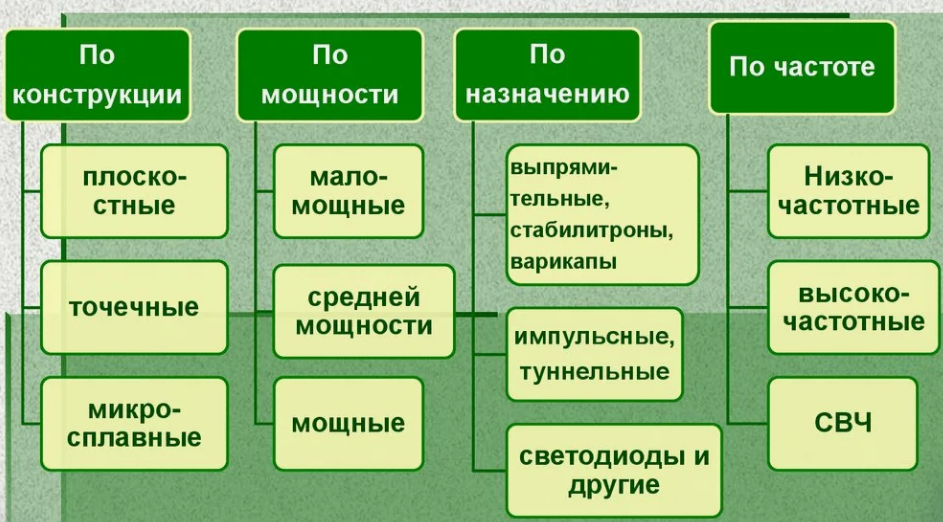 По
конструкции
плоско-
стные
точечные
микро-
сплавные
По
мощности
мало-
мощные
средней
мощности
мощные
По
назначению
выпрями-
тельные,
стабилитроны,
варикапы
импульсные,
туннельные
светодиоды и
другие
По частоте
Низко-
частотные
высоко-
частотные
СВЧ